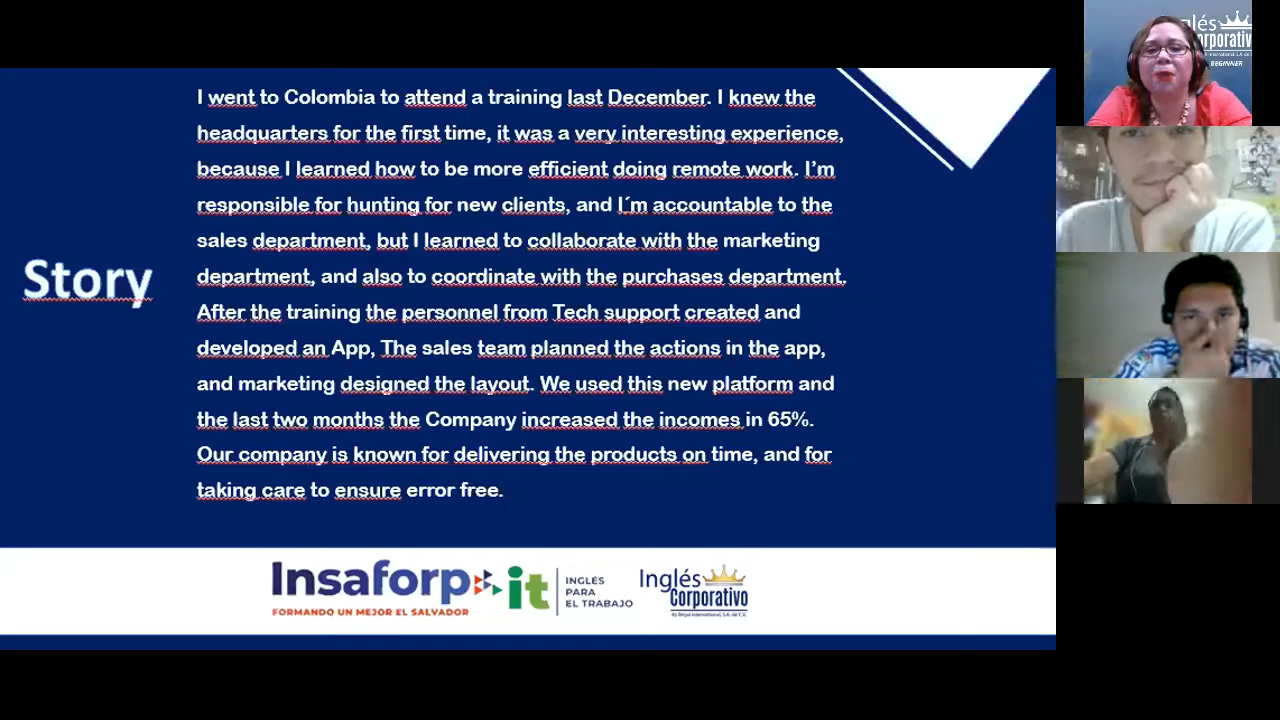 Story
I went to Colombia to attend a training last December. I knew the
headquarters for the first time, it was a very interesting experience,
because I learned how to be more efficient doing remote work. I'm
responsible for hunting for new clients, and I´m accountable to the
sales department, but I learned to collaborate with the marketing
department, and also to coordinate with the purchases department.
After the training the personnel from Tech support created and
developed an App, The sales team planned the actions in the app,
and marketing designed the layout. We used this new platform and
the last two months the Company increased the incomes in 65%.
Our company is known for delivering the products on time, and for
taking care to ensure error free.
Insaforp
FORMANDO UN MEJOR EL SALVADOR
it
INGLÉS
PARA
EL TRABAJO
Inglés
Corporativo
glés
orporativ
BEGINNER